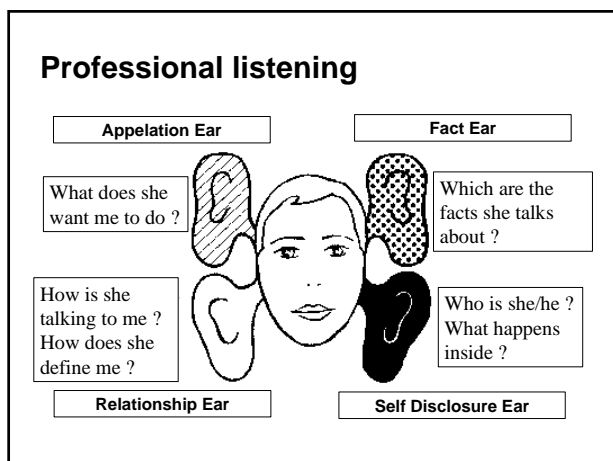 Professional listening
Appelation Ear
Fact Ear
What does she
want me to do ?
Which are the
facts she talks
about ?
How is she
talking to me ?
How does she
define me ?
Who is she/he ?
What happens
inside ?
Relationship Ear
Self Disclosure Ear